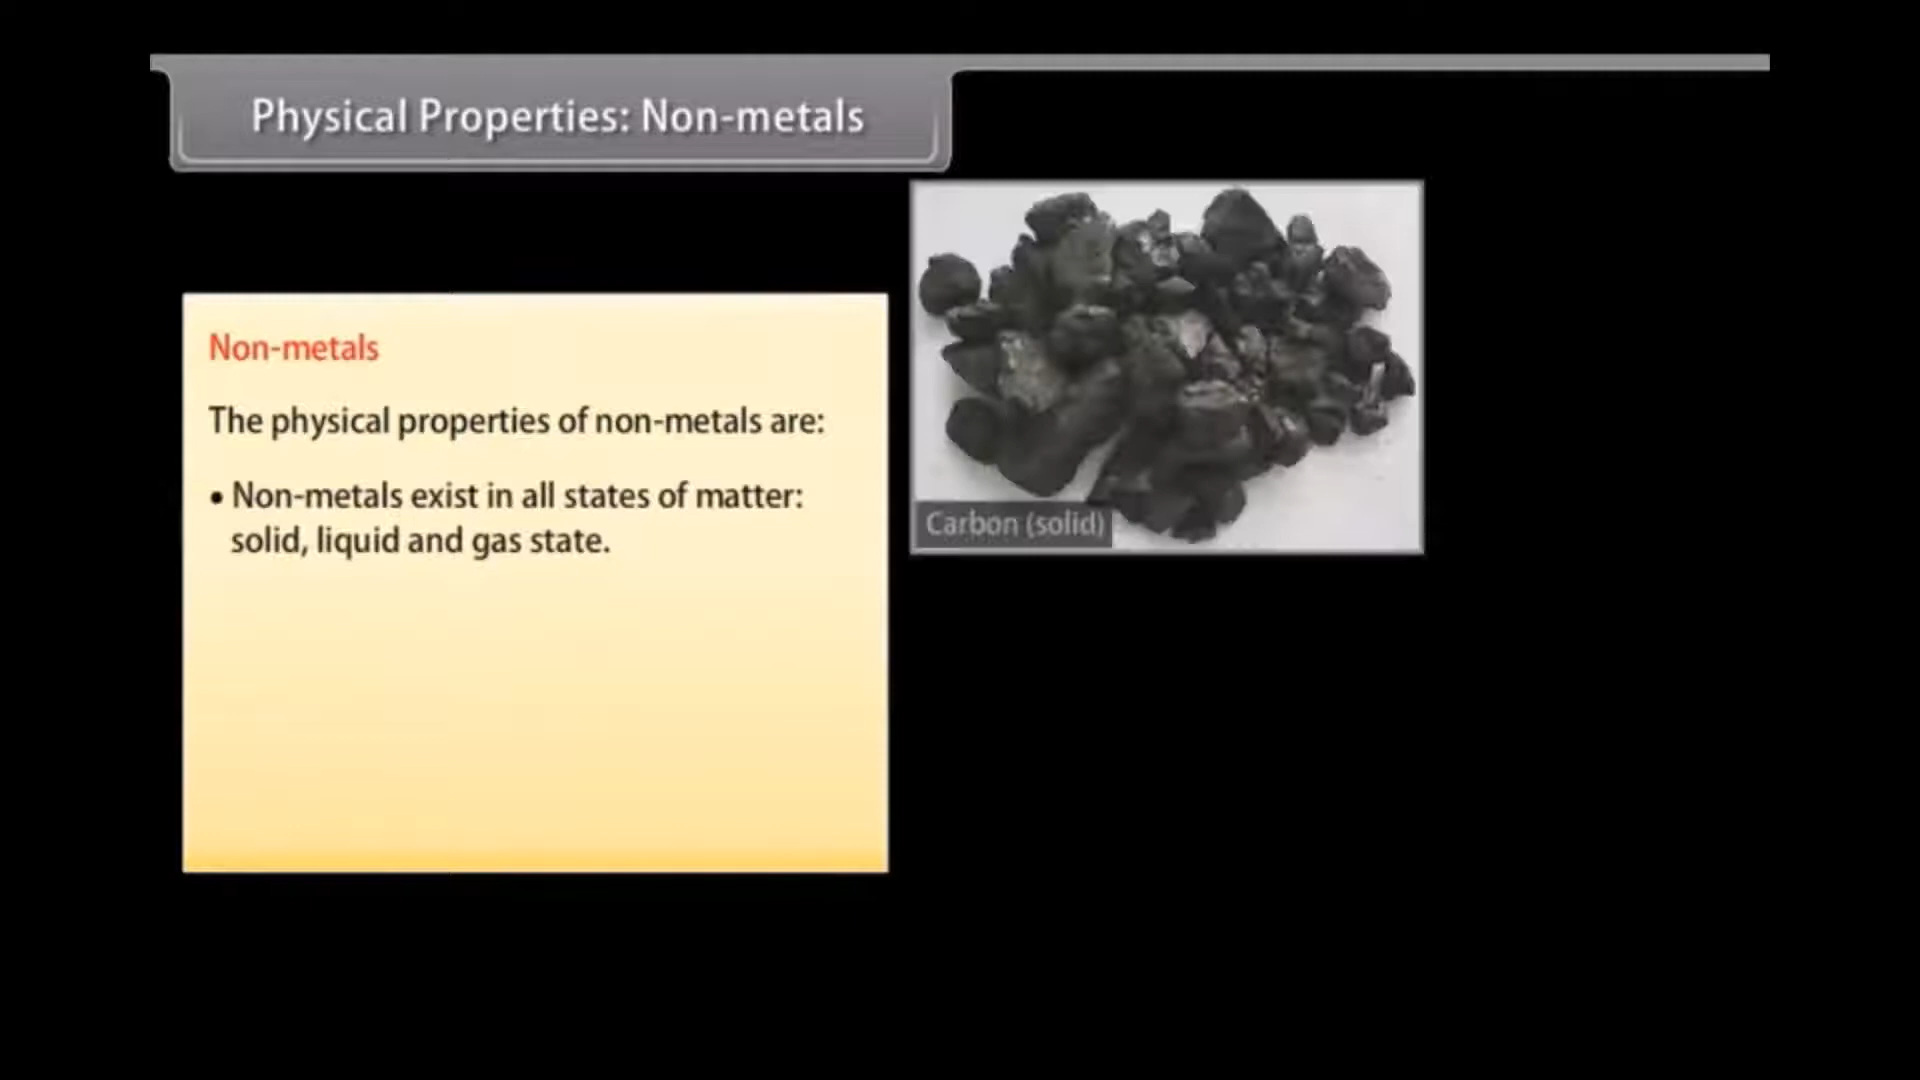 Physical Properties: Non-metals
Non-metals
The physical properties of non-metals are:
• Non-metals exist in all states of matter:
solid, liquid and gas state.
Carbon (solid)